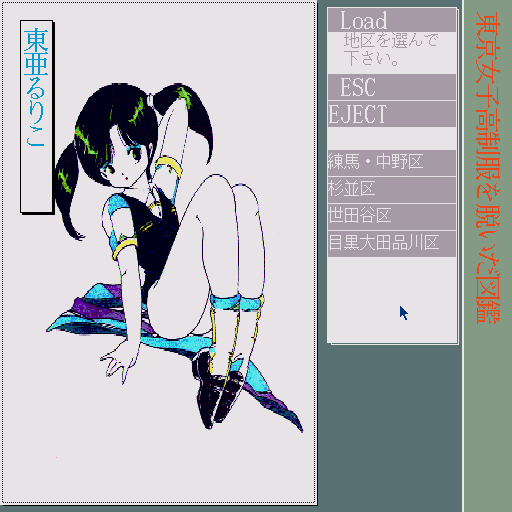 東亜るりこ
Load
地区を選んで
下さい。
ESC
EJECT
練馬・中野区
杉並区
世田谷区
目黒大田品川区
東京女子高制服を脱いだ図鑑